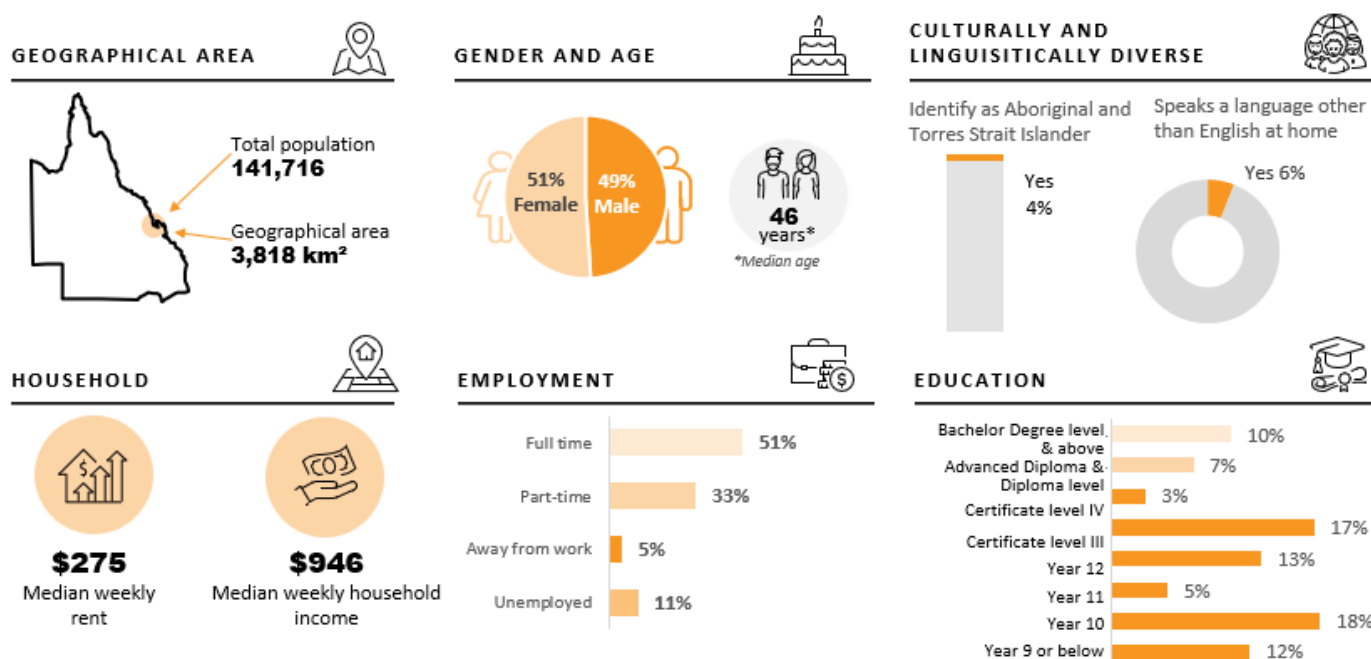 GEOGRAPHICAL AREA
Total population
141,716
Geographical area
3,818 km²
GENDER AND AGE
51%
Female
49%
Male
46
years*
*Median age
CULTURALLY AND
LINGUISITICALLY DIVERSE
Identify as Aboriginal and
Torres Strait Islander
Yes
4%
Speaks a language other
than English at home
Yes 6%
HOUSEHOLD
$275
Median weekly
rent
$946
Median weekly household
income
EMPLOYMENT
Full time 51%
Part-time 33%
Away from work 5%
Unemployed 11%
EDUCATION
Bachelor Degree level
& above
10%
Advanced Diploma &
Diploma level
7%
3%
Certificate level IV
17%
Certificate level III
13%
Year 12
5%
Year 11
Year 10
18%
Year 9 or below
12%